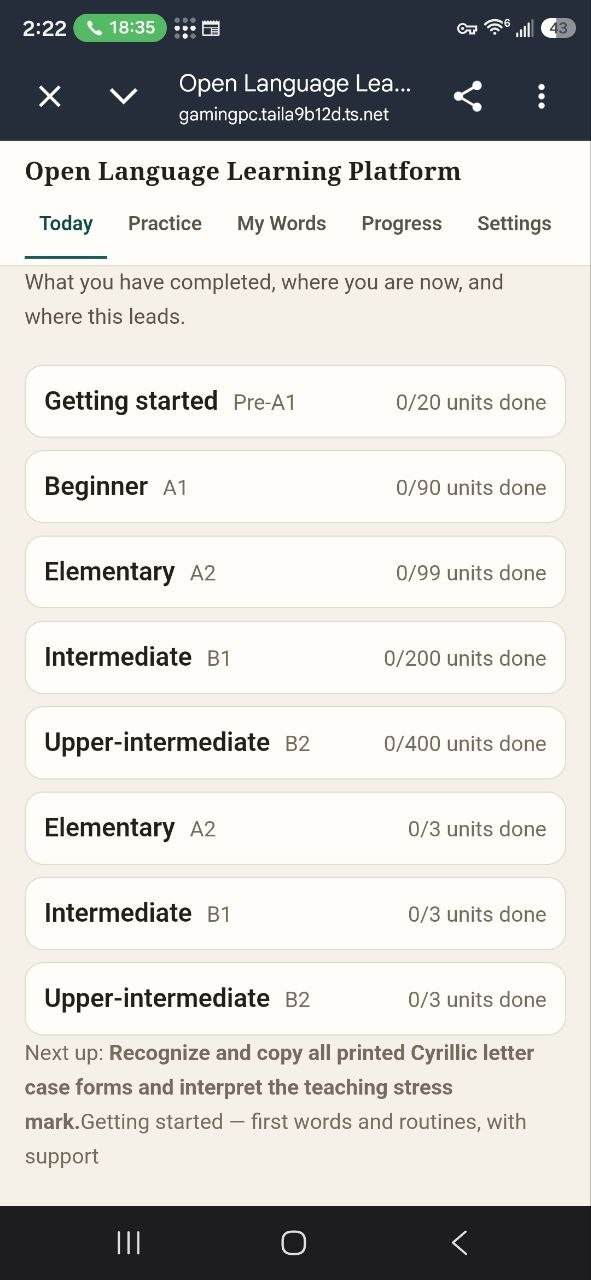 2:22 18:35 6 43
Open Language Lea...
gamingpc.taila9b12d.ts.net
Open Language Learning Platform
Today Practice My Words Progress Settings
What you have completed, where you are now, and
where this leads.
Getting started Pre-A1 0/20 units done
Beginner A1 0/90 units done
Elementary A2 0/99 units done
Intermediate B1 0/200 units done
Upper-intermediate B2 0/400 units done
Elementary A2 0/3 units done
Intermediate B1 0/3 units done
Upper-intermediate B2 0/3 units done
Next up: Recognize and copy all printed Cyrillic letter
case forms and interpret the teaching stress
mark.Getting started — first words and routines, with
support